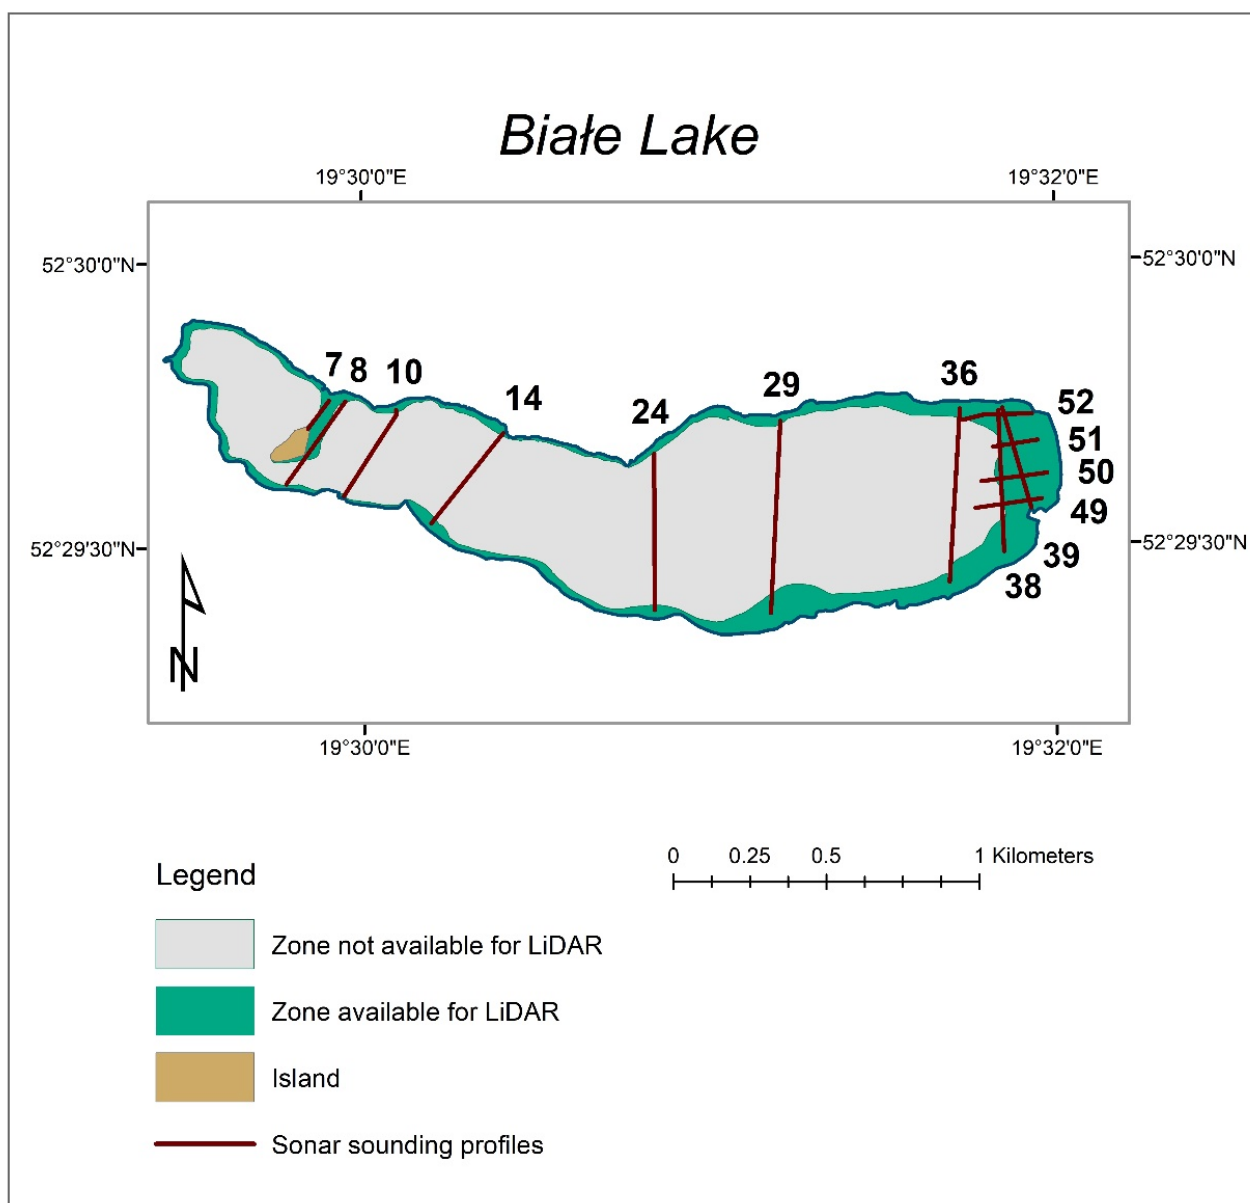 Białe Lake
19°30'0"E 19°32'0"E
52°30'0"N 52°30'0"N
7 8 10 14 24 29 36 52
51
50
49
39
38
52°29'30"N 52°29'30"N
N
19°30'0"E 19°32'0"E
0 0.25 0.5 1 Kilometers
Legend
Zone not available for LiDAR
Zone available for LiDAR
Island
Sonar sounding profiles